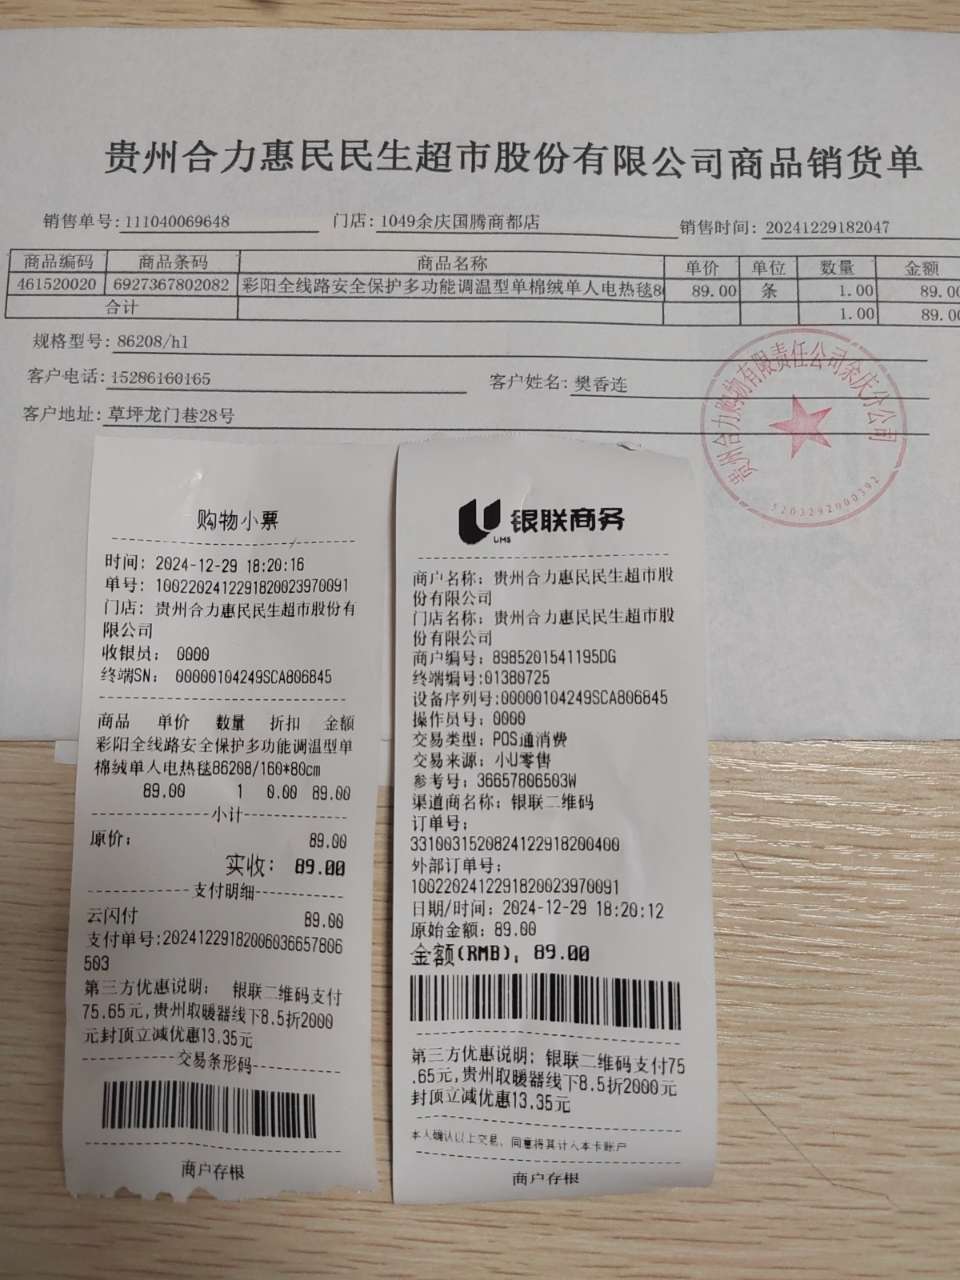 贵州合力惠民民生超市股份有限公司商品销货单
销售单号:111040069648 门店:1049余庆国腾商都店 销售时间:20241229182047
商品编码 商品条码 商品名称 单价 单位 数量 金额
461520020 6927367802082 彩阳全线路安全保护多功能调温型单棉绒单人电热毯8 89.00 条 1.00 89.00
合计 1.00 89.00
规格型号:86208/hl
客户电话:15286160165 客户姓名:樊香连
客户地址:草坪龙门巷28号
贵州合力购物有限责任公司余庆分公司
5203292000392
购物小票
时间: 2024-12-29 18:20:16
单号: 1002202412291820023970091
门店: 贵州合力惠民民生超市股份有
限公司
收银员: 0000
终端SN: 00000104249SCA806845
商品 单价 数量 折扣 金额
彩阳全线路安全保护多功能调温型单
棉绒单人电热毯86208/160*80cm
89.00 1 0.00 89.00
小计
原价: 89.00
实收: 89.00
支付明细
云闪付 89.00
支付单号:20241229182006036657806
503
第三方优惠说明: 银联二维码支付
75.65元,贵州取暖器线下8.5折2000
元封顶立减优惠13.35元
交易条形码
商户存根
银联商务
UMS
商户名称: 贵州合力惠民民生超市股
份有限公司
门店名称: 贵州合力惠民民生超市股
份有限公司
商户编号: 8985201541195DG
终端编号:01380725
设备序列号:00000104249SCA806845
操作员号: 0000
交易类型: POS通消费
交易来源: 小U零售
参考号: 36657806503W
渠道商名称: 银联二维码
订单号:
33100315208241229182004​00
外部订单号:
1002202412291820023970091
日期/时间: 2024-12-29 18:20:12
原始金额: 89.00
金额(RMB): 89.00
第三方优惠说明: 银联二维码支付75
.65元,贵州取暖器线下8.5折2000元
封顶立减优惠13.35元
本人确认以上交易、同意将其计入本卡账户
商户存根